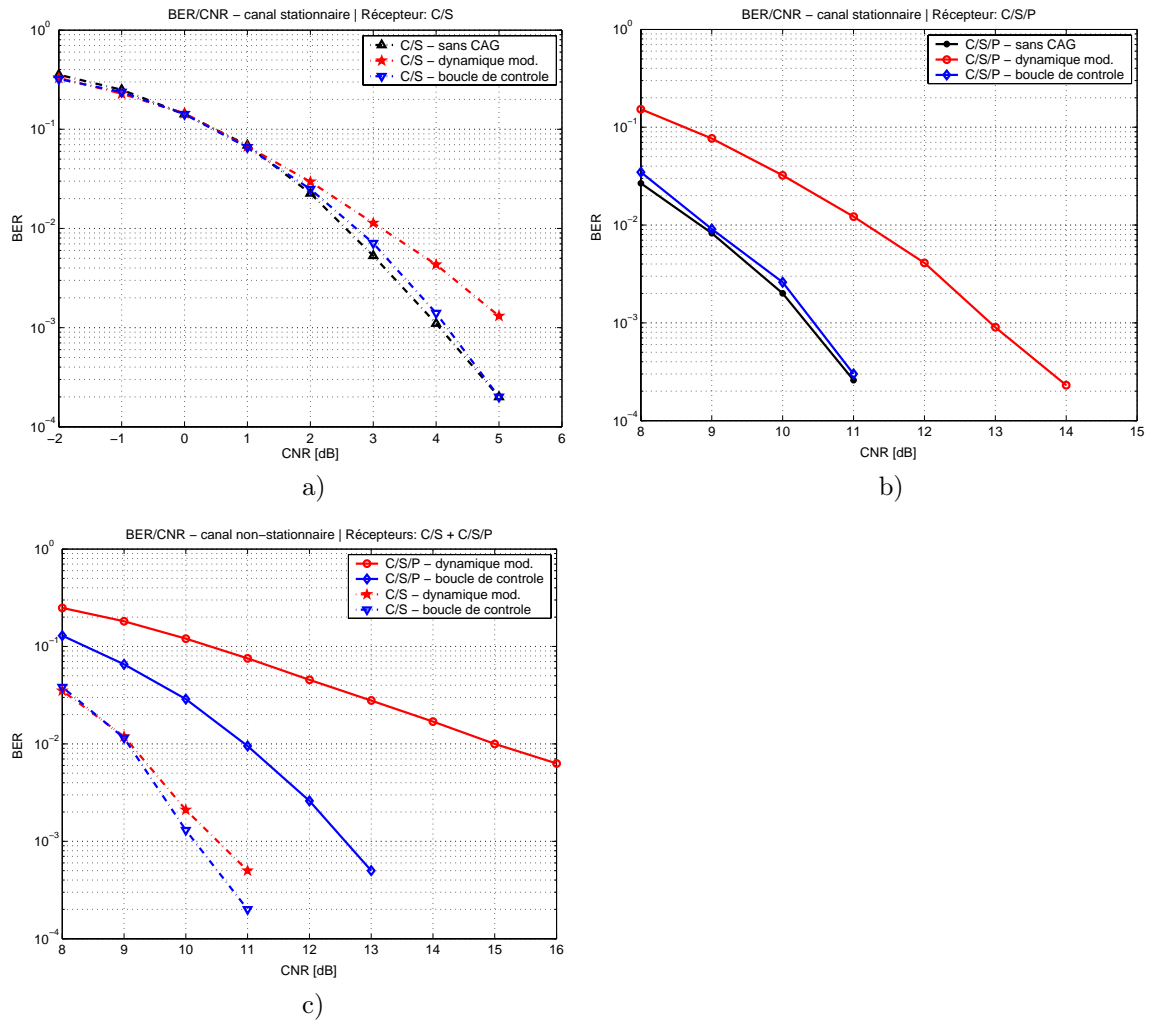 BER/CNR − canal stationnaire | Récepteur: C/S
C/S − sans CAG
C/S − dynamique mod.
C/S − boucle de controle
10^0
10^−1
10^−2
10^−3
10^−4
BER
−2 −1 0 1 2 3 4 5 6
CNR [dB]
a)
BER/CNR − canal stationnaire | Récepteur: C/S/P
C/S/P − sans CAG
C/S/P − dynamique mod.
C/S/P − boucle de controle
10^0
10^−1
10^−2
10^−3
10^−4
BER
8 9 10 11 12 13 14 15
CNR [dB]
b)
BER/CNR − canal non−stationnaire | Récepteurs: C/S + C/S/P
C/S/P − dynamique mod.
C/S/P − boucle de controle
C/S − dynamique mod.
C/S − boucle de controle
10^0
10^−1
10^−2
10^−3
10^−4
BER
8 9 10 11 12 13 14 15 16
CNR [dB]
c)